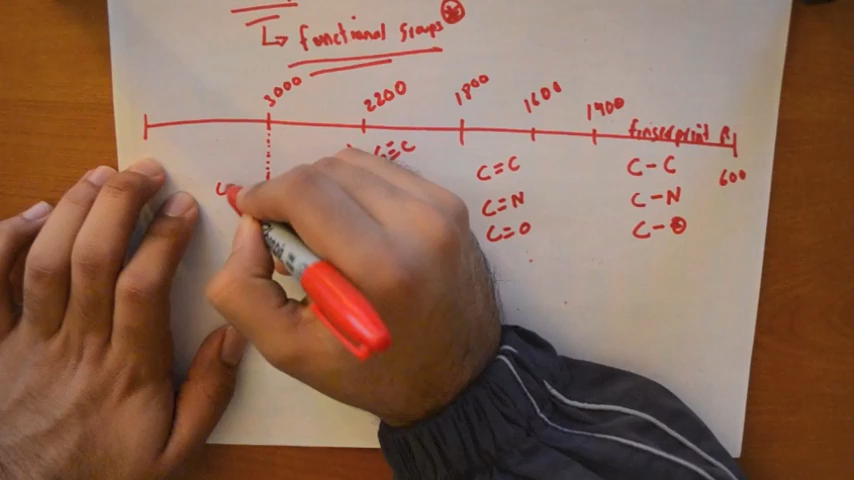 functional Groups
3000 2200 1800 1600 1400
fingerprint R
600
C≡C
C=C
C=N
C=O
C-C
C-N
C-O
C